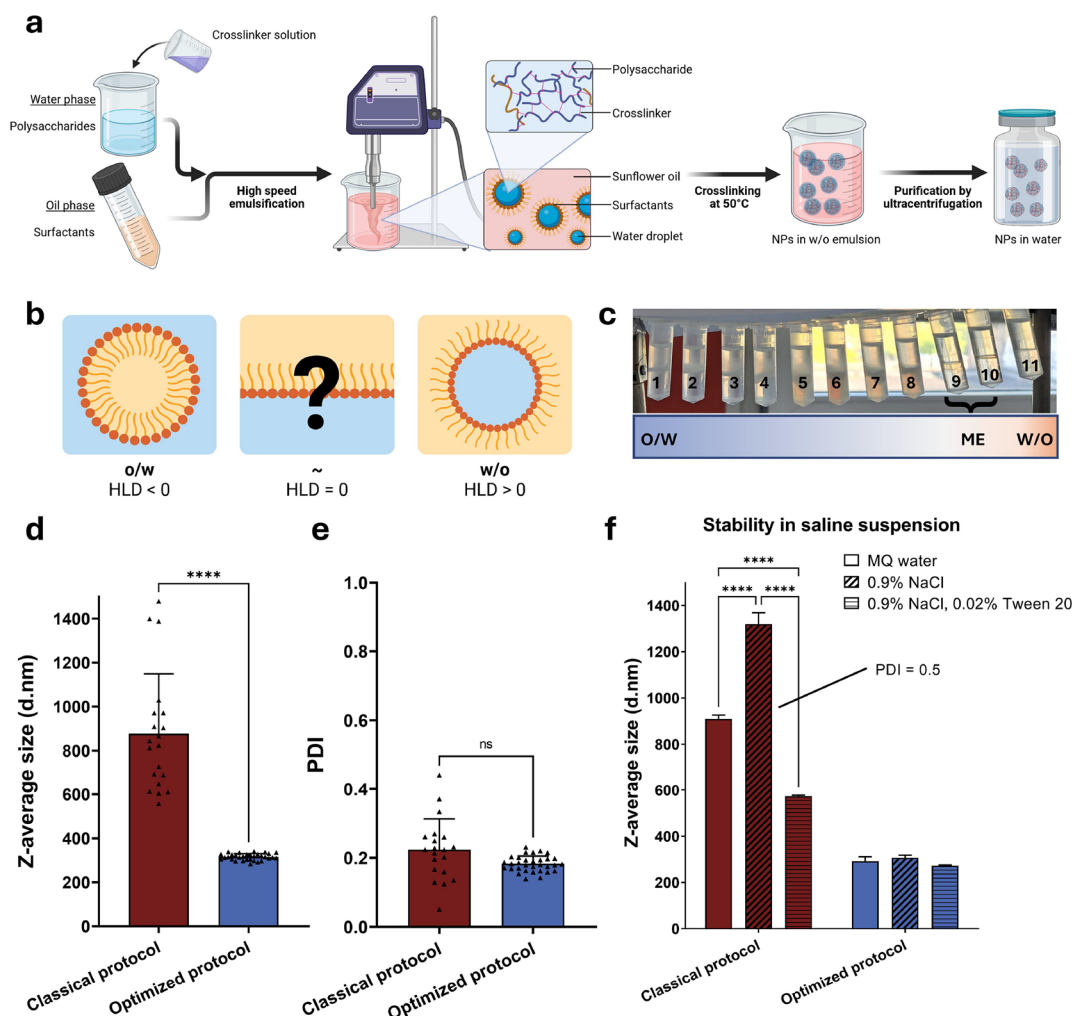 a
Crosslinker solution
Water phase
Polysaccharides
Oil phase
Surfactants
High speed
emulsification
Polysaccharide
Crosslinker
Sunflower oil
Surfactants
Water droplet
Crosslinking
at 50°C
NPs in w/o emulsion
Purification by
ultracentrifugation
NPs in water
b
?
o/w
HLD < 0
~
HLD = 0
w/o
HLD > 0
c
1 2 3 4 5 6 7 8 9 10 11
O/W ME W/O
d
****
Z-average size (d.nm)
1400
1200
1000
800
600
400
200
0
Classical protocol
Optimized protocol
e
ns
PDI
1.0
0.8
0.6
0.4
0.2
0.0
Classical protocol
Optimized protocol
f
Stability in saline suspension
MQ water
0.9% NaCl
0.9% NaCl, 0.02% Tween 20
****
**** ****
PDI = 0.5
Z-average size (d.nm)
1400
1200
1000
800
600
400
200
0
Classical protocol
Optimized protocol